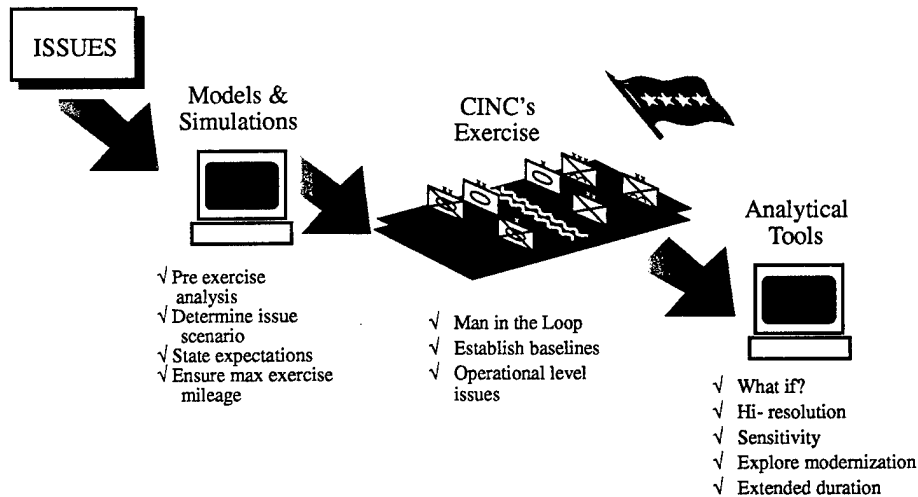 ISSUES
Models &
Simulations
√ Pre exercise
analysis
√ Determine issue
scenario
√ State expectations
√ Ensure max exercise
mileage
CINC's
Exercise
√ Man in the Loop
√ Establish baselines
√ Operational level
issues
Analytical
Tools
√ What if?
√ Hi- resolution
√ Sensitivity
√ Explore modernization
√ Extended duration